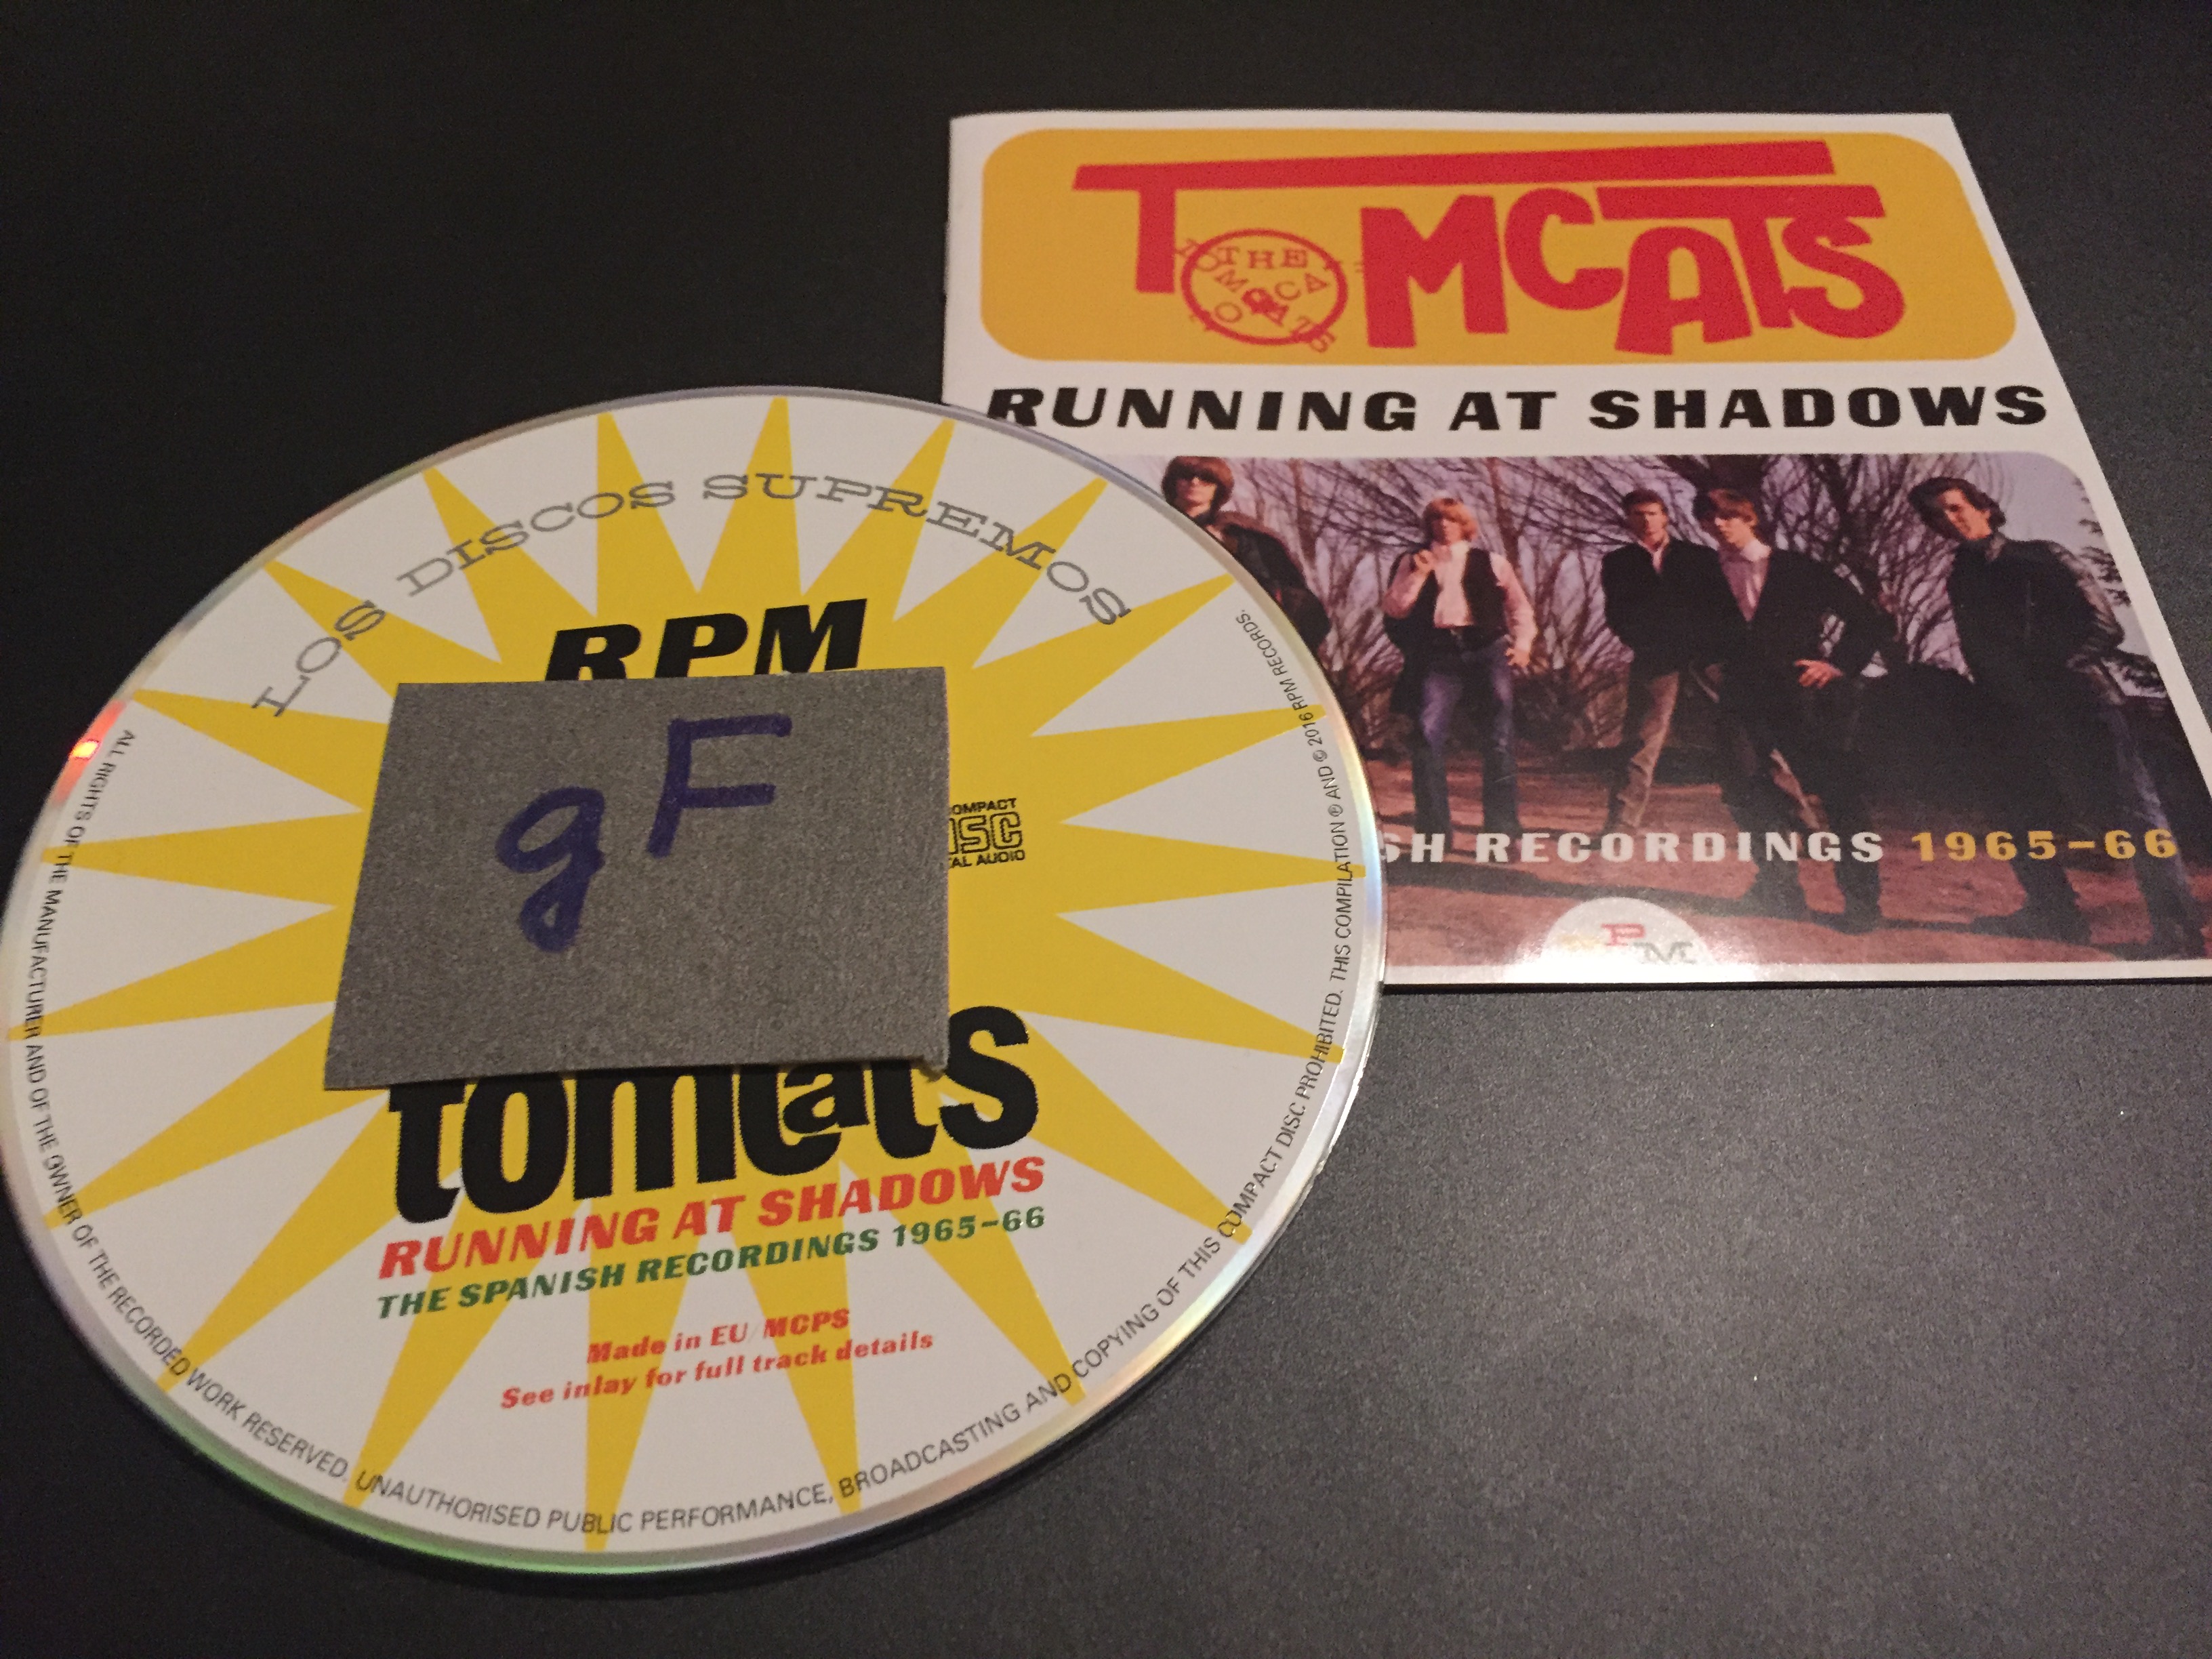 TOMCATS
THE
TOMCATS
RUNNING AT SHADOWS
SH RECORDINGS 1965-66
RPM
LOS DISCOS SUPREMOS
RPM
gF
COMPACT
DISC
TAL AUDIO
tomcats
RUNNING AT SHADOWS
THE SPANISH RECORDINGS 1965-66
Made in EU/MCPS
See inlay for full track details
ALL RIGHTS OF THE MANUFACTURER AND OF THE OWNER OF THE RECORDED WORK RESERVED. UNAUTHORISED PUBLIC PERFORMANCE, BROADCASTING AND COPYING OF THIS COMPACT DISC PROHIBITED. THIS COMPILATION ℗ AND © 2016 RPM RECORDS.